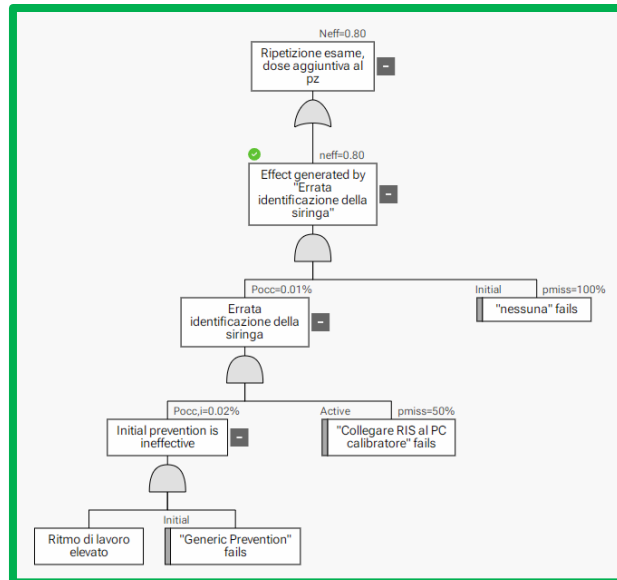 Neff=0.80
Ripetizione esame,
dose aggiuntiva al
pz
neff=0.80
Effect generated by
"Errata
identificazione della
siringa"
Pocc=0.01%
Errata
identificazione della
siringa
Initial pmiss=100%
"nessuna" fails
Pocc,i=0.02%
Initial prevention is
ineffective
Active pmiss=50%
"Collegare RIS al PC
calibratore" fails
Ritmo di lavoro
elevato
Initial
"Generic Prevention"
fails